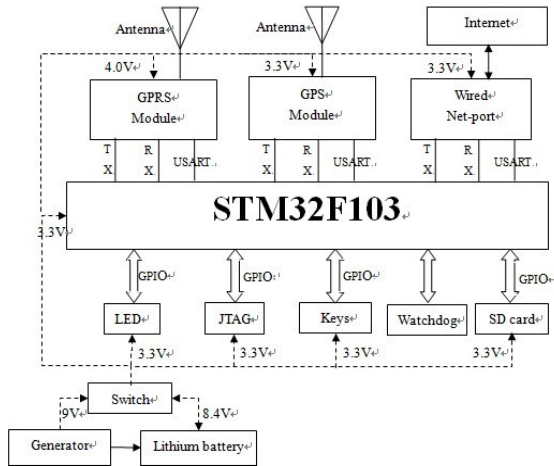 Antenna
Antenna
Internet
4.0V
3.3V
3.3V
GPRS
Module
GPS
Module
Wired
Net-port
T
X
R
X
USART
T
X
R
X
USART
T
X
R
X
USART
STM32F103
3.3V
GPIO
GPIO
GPIO
GPIO
LED
JTAG
Keys
Watchdog
SD card
3.3V
3.3V
3.3V
3.3V
Switch
9V
8.4V
Generator
Lithium battery